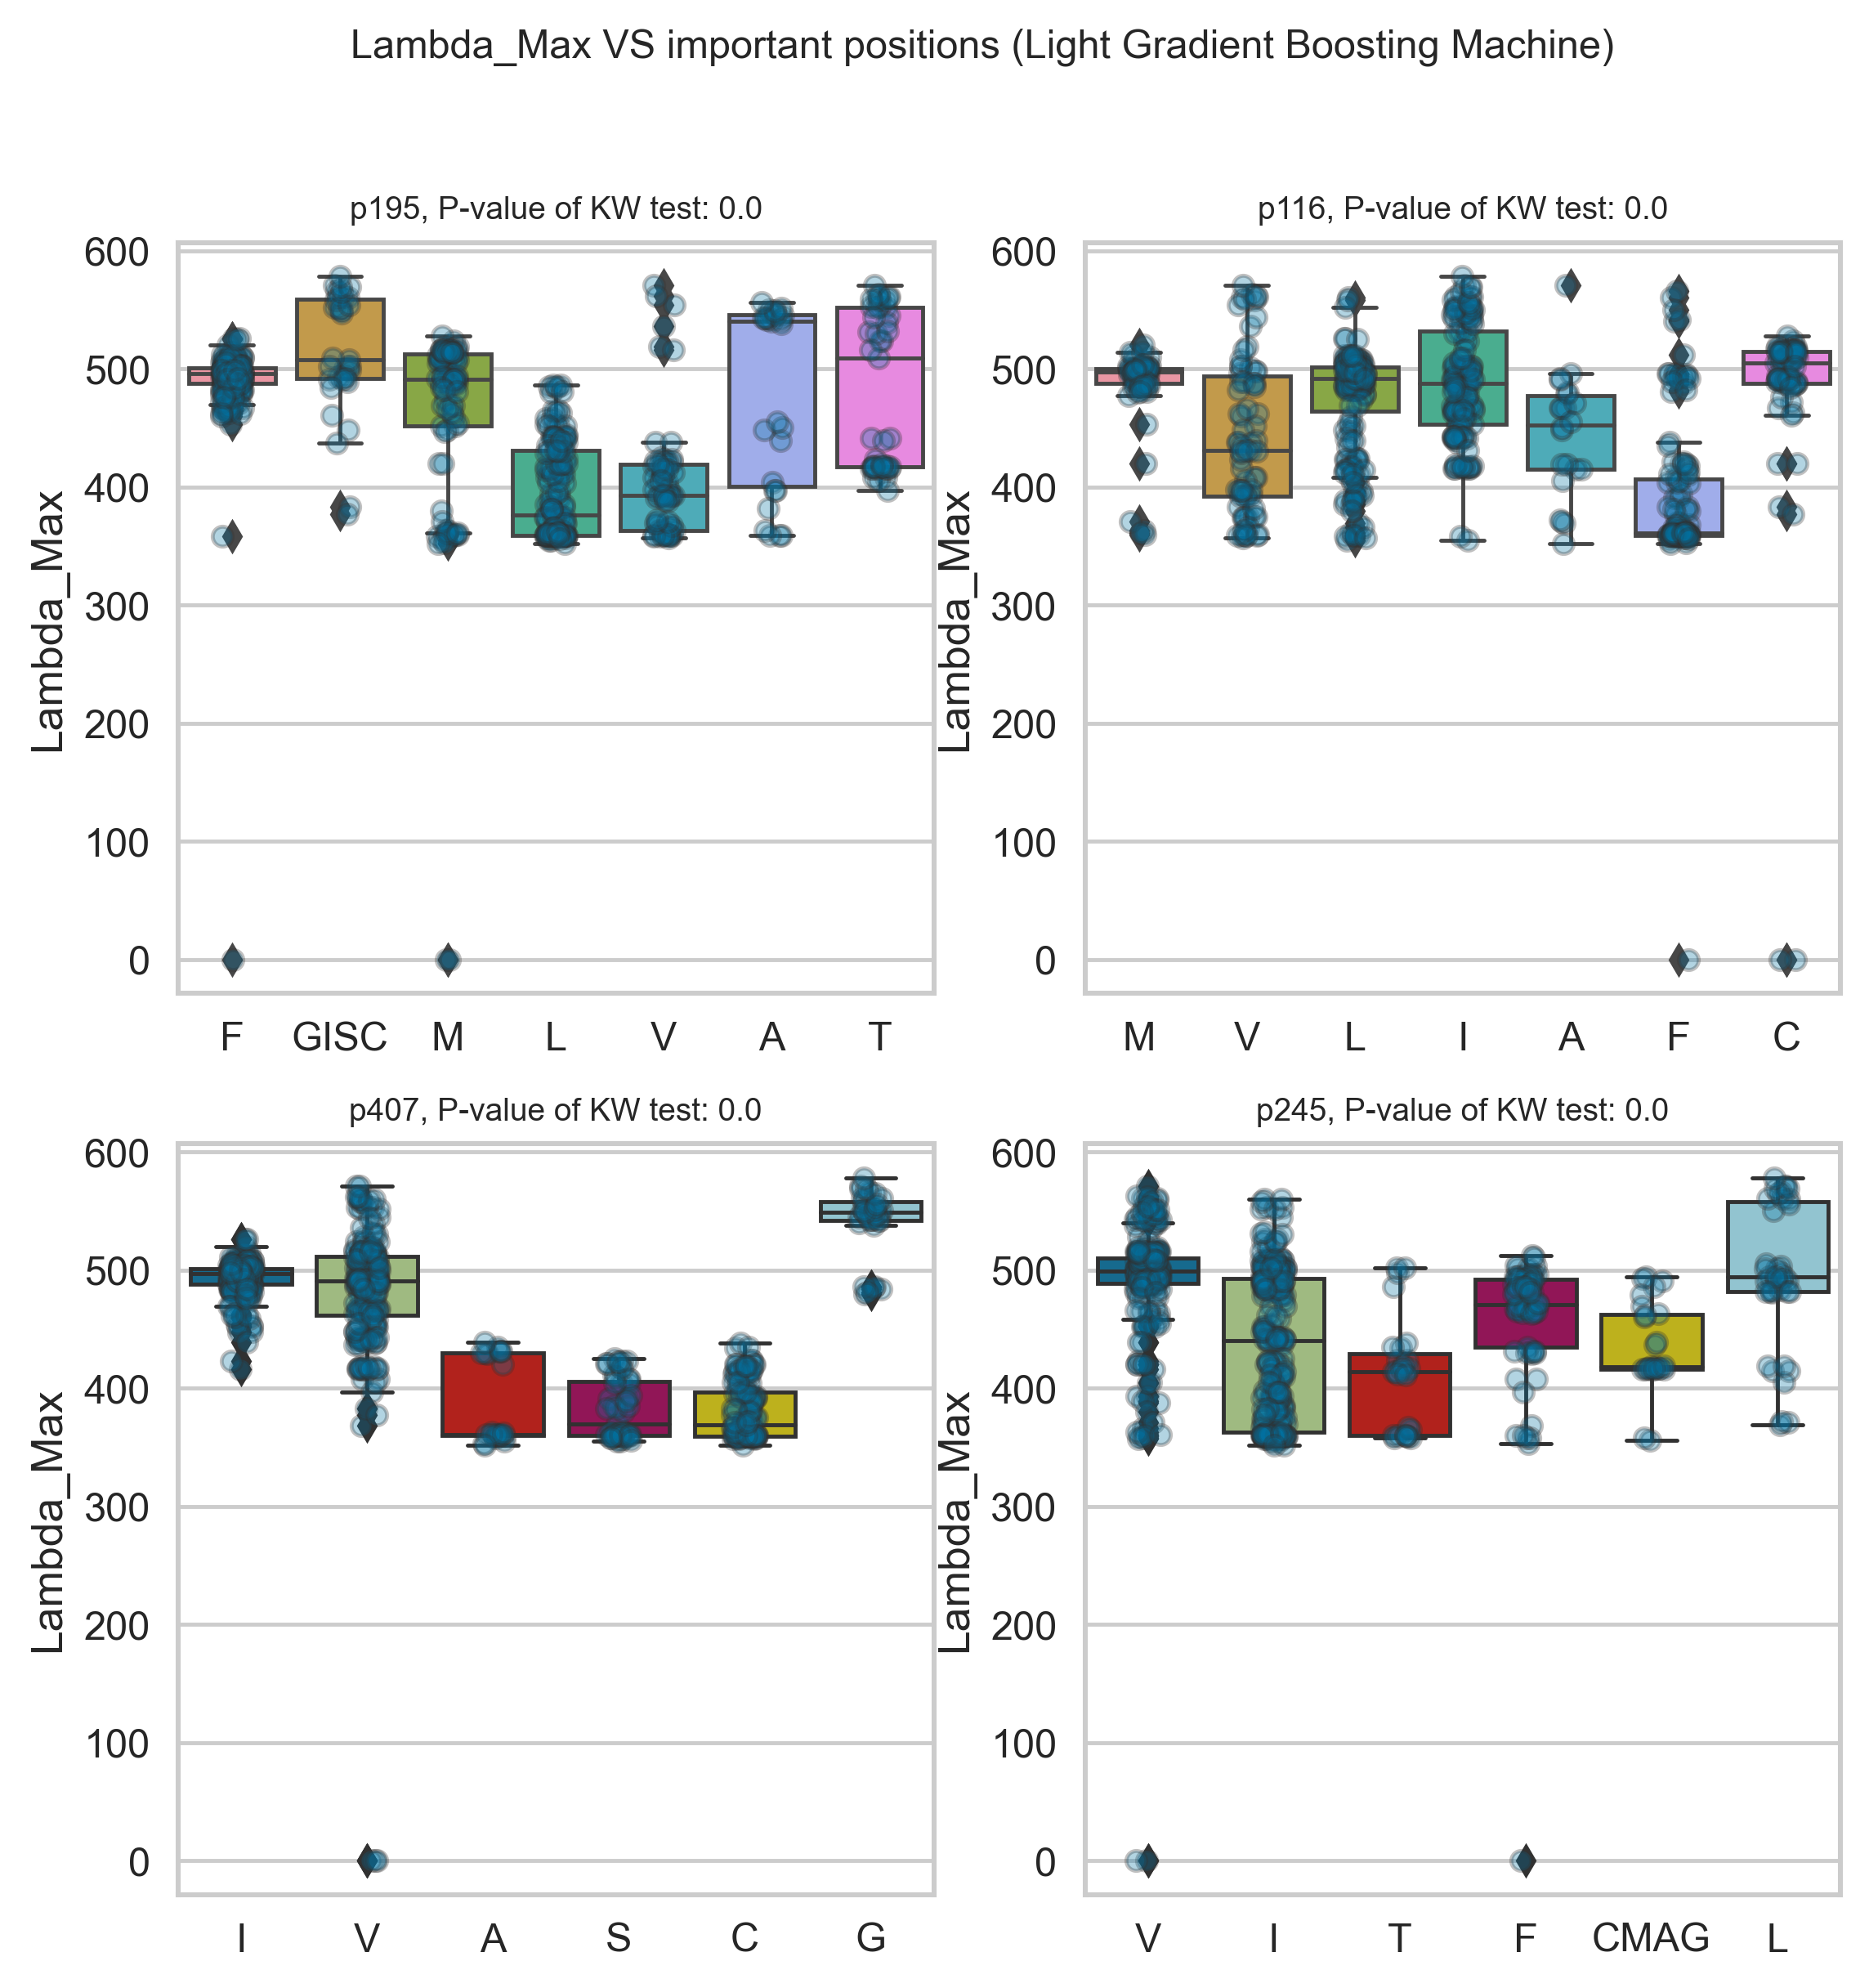 Lambda_Max VS important positions (Light Gradient Boosting Machine)
p195, P-value of KW test: 0.0
Lambda_Max
600
500
400
300
200
100
0
F GISC M L V A T
p116, P-value of KW test: 0.0
Lambda_Max
600
500
400
300
200
100
0
M V L I A F C
p407, P-value of KW test: 0.0
Lambda_Max
600
500
400
300
200
100
0
I V A S C G
p245, P-value of KW test: 0.0
Lambda_Max
600
500
400
300
200
100
0
V I T F CMAG L